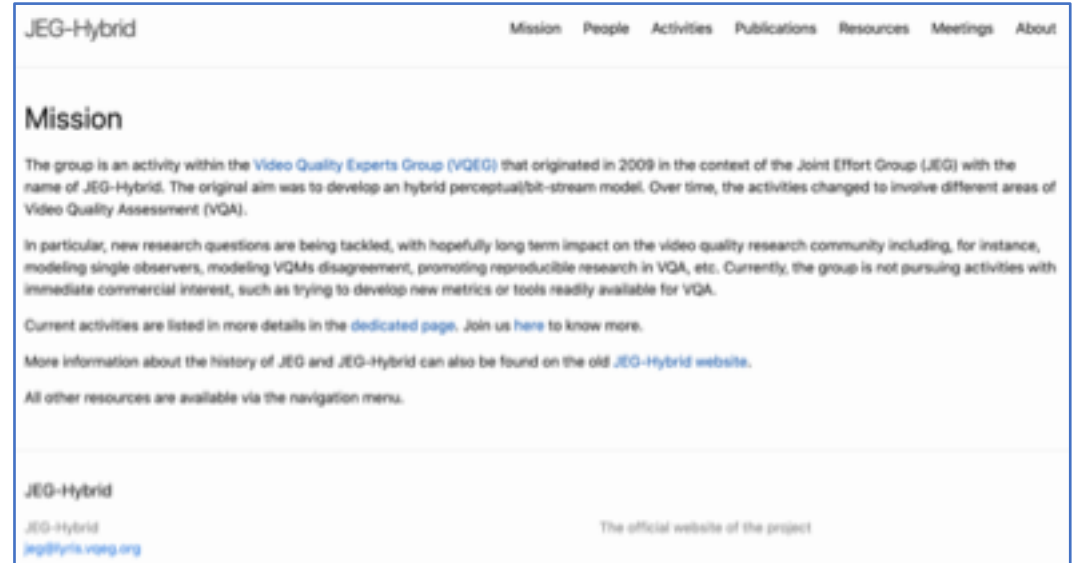 JEG-Hybrid
Mission People Activities Publications Resources Meetings About
Mission
The group is an activity within the Video Quality Experts Group (VQEG) that originated in 2009 in the context of the Joint Effort Group (JEG) with the
name of JEG-Hybrid. The original aim was to develop an hybrid perceptual/bit-stream model. Over time, the activities changed to involve different areas of
Video Quality Assessment (VQA).
In particular, new research questions are being tackled, with hopefully long term impact on the video quality research community including, for instance,
modeling single observers, modeling VQMs disagreement, promoting reproducible research in VQA, etc. Currently, the group is not pursuing activities with
immediate commercial interest, such as trying to develop new metrics or tools readily available for VQA.
Current activities are listed in more details in the dedicated page. Join us here to know more.
More information about the history of JEG and JEG-Hybrid can also be found on the old JEG-Hybrid website.
All other resources are available via the navigation menu.
JEG-Hybrid
JEG-Hybrid
The official website of the project
jeg@lyris.vqeg.org